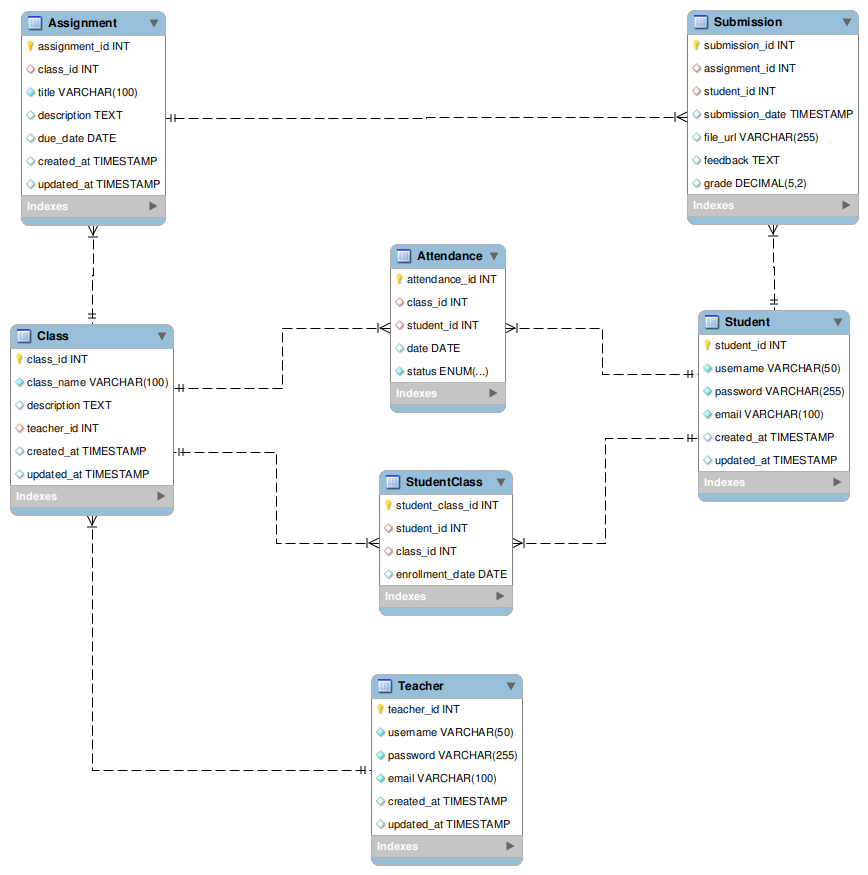 Assignment
assignment_id INT
class_id INT
title VARCHAR(100)
description TEXT
due_date DATE
created_at TIMESTAMP
updated_at TIMESTAMP
Indexes
Submission
submission_id INT
assignment_id INT
student_id INT
submission_date TIMESTAMP
file_url VARCHAR(255)
feedback TEXT
grade DECIMAL(5,2)
Indexes
Attendance
attendance_id INT
class_id INT
student_id INT
date DATE
status ENUM(...)
Indexes
Class
class_id INT
class_name VARCHAR(100)
description TEXT
teacher_id INT
created_at TIMESTAMP
updated_at TIMESTAMP
Indexes
Student
student_id INT
username VARCHAR(50)
password VARCHAR(255)
email VARCHAR(100)
created_at TIMESTAMP
updated_at TIMESTAMP
Indexes
StudentClass
student_class_id INT
student_id INT
class_id INT
enrollment_date DATE
Indexes
Teacher
teacher_id INT
username VARCHAR(50)
password VARCHAR(255)
email VARCHAR(100)
created_at TIMESTAMP
updated_at TIMESTAMP
Indexes